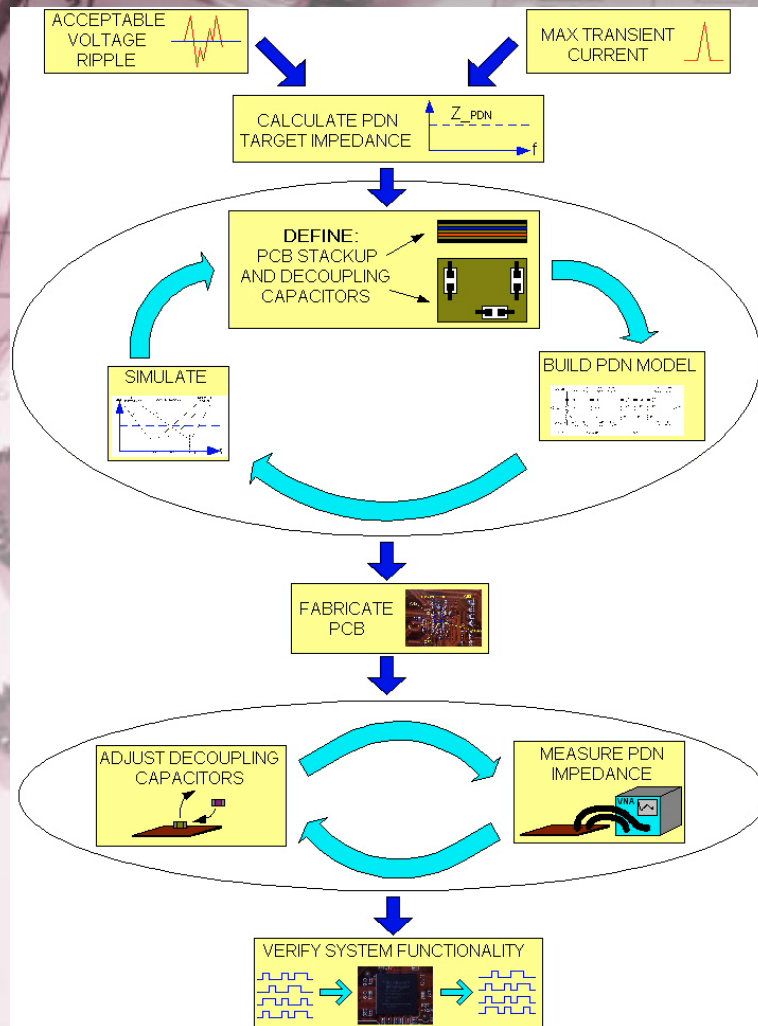 ACCEPTABLE
VOLTAGE
RIPPLE
MAX TRANSIENT
CURRENT
CALCULATE PDN
TARGET IMPEDANCE
Z_PDN
f
DEFINE:
PCB STACKUP
AND DECOUPLING
CAPACITORS
SIMULATE
BUILD PDN MODEL
FABRICATE
PCB
ADJUST DECOUPLING
CAPACITORS
MEASURE PDN
IMPEDANCE
VNA
VERIFY SYSTEM FUNCTIONALITY